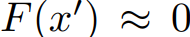 F(x′) ≈ 0